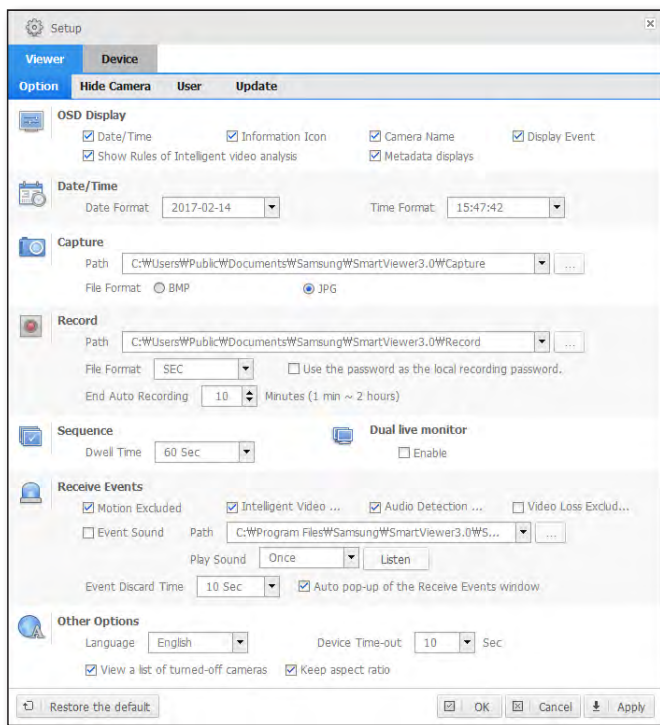 Setup
Viewer Device
Option Hide Camera User Update
OSD Display
Date/Time Information Icon Camera Name Display Event
Show Rules of Intelligent video analysis Metadata displays
Date/Time
Date Format 2017-02-14 Time Format 15:47:42
Capture
Path C:₩Users₩Public₩Documents₩Samsung₩SmartViewer3.0₩Capture ...
File Format BMP JPG
Record
Path C:₩Users₩Public₩Documents₩Samsung₩SmartViewer3.0₩Record ...
File Format SEC Use the password as the local recording password.
End Auto Recording 10 Minutes (1 min ~ 2 hours)
Sequence Dual live monitor
Dwell Time 60 Sec Enable
Receive Events
Motion Excluded Intelligent Video ... Audio Detection ... Video Loss Exclud...
Event Sound Path C:₩Program Files₩Samsung₩SmartViewer3.0₩S... ...
Play Sound Once Listen
Event Discard Time 10 Sec Auto pop-up of the Receive Events window
Other Options
Language English Device Time-out 10 Sec
View a list of turned-off cameras Keep aspect ratio
Restore the default OK Cancel Apply